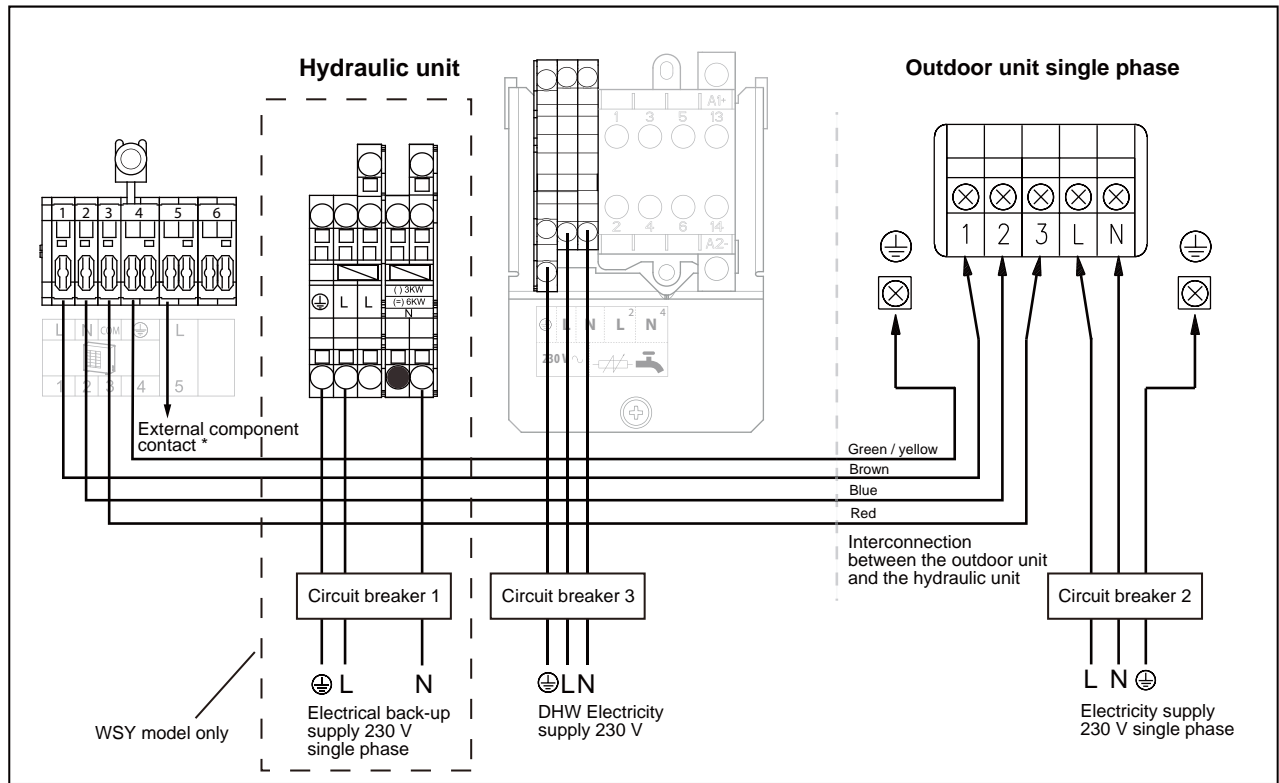 Hydraulic unit
Outdoor unit single phase
A1+
1 3 5 13
2 4 6 14
A2-
1 2 3 4 5 6
L N COM L
1 2 3 4 5
L L
( ) 3KW
(=) 6KW
N
L N L 2 N 4
230 V ~
1 2 3 L N
External component
contact *
Green / yellow
Brown
Blue
Red
Interconnection
between the outdoor unit
and the hydraulic unit
Circuit breaker 1
Circuit breaker 3
Circuit breaker 2
L N
L N
L N
Electrical back-up
supply 230 V
single phase
DHW Electricity
supply 230 V
Electricity supply
230 V single phase
WSY model only